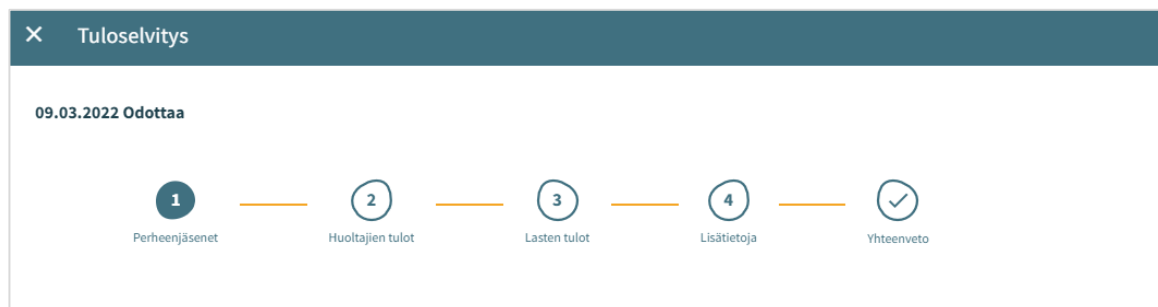 Tuloselvitys
09.03.2022 Odottaa
1 2 3 4
Perheenjäsenet Huoltajien tulot Lasten tulot Lisätietoja Yhteenveto